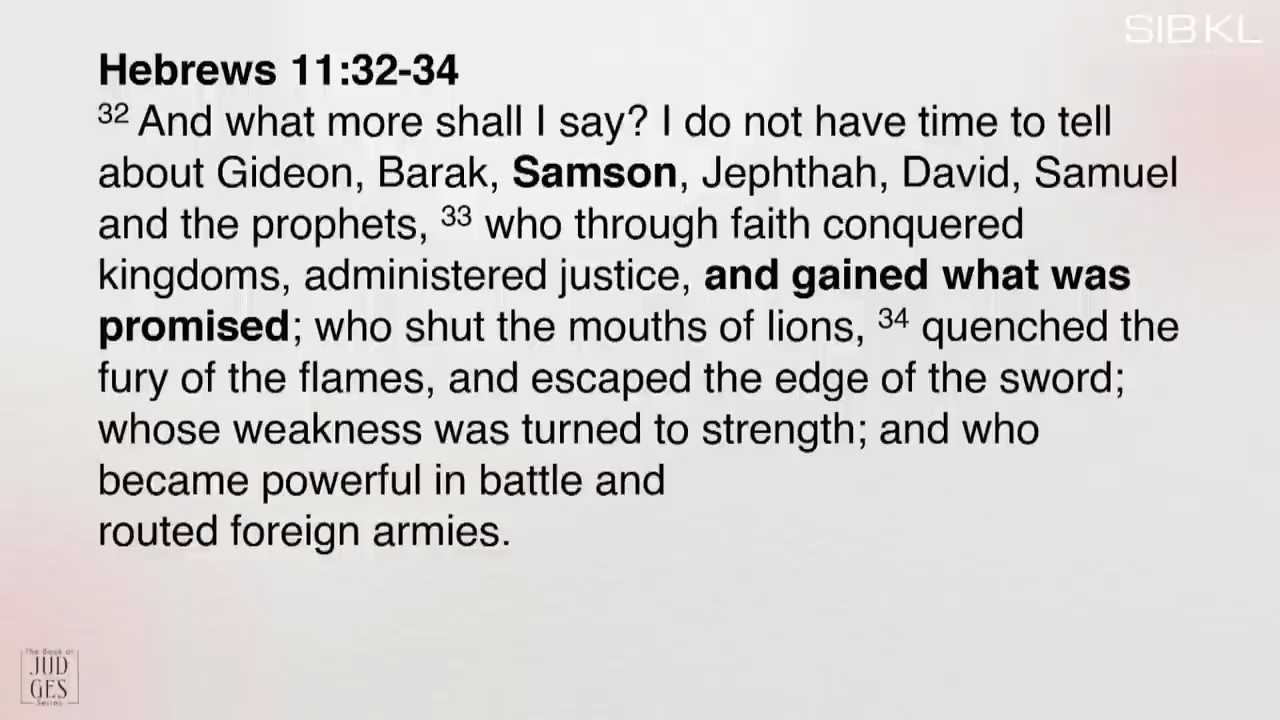 SIBKL
Hebrews 11:32-34
32 And what more shall I say? I do not have time to tell
about Gideon, Barak, Samson, Jephthah, David, Samuel
and the prophets, 33 who through faith conquered
kingdoms, administered justice, and gained what was
promised; who shut the mouths of lions, 34 quenched the
fury of the flames, and escaped the edge of the sword;
whose weakness was turned to strength; and who
became powerful in battle and
routed foreign armies.
The Book of
JUD
GES
Series